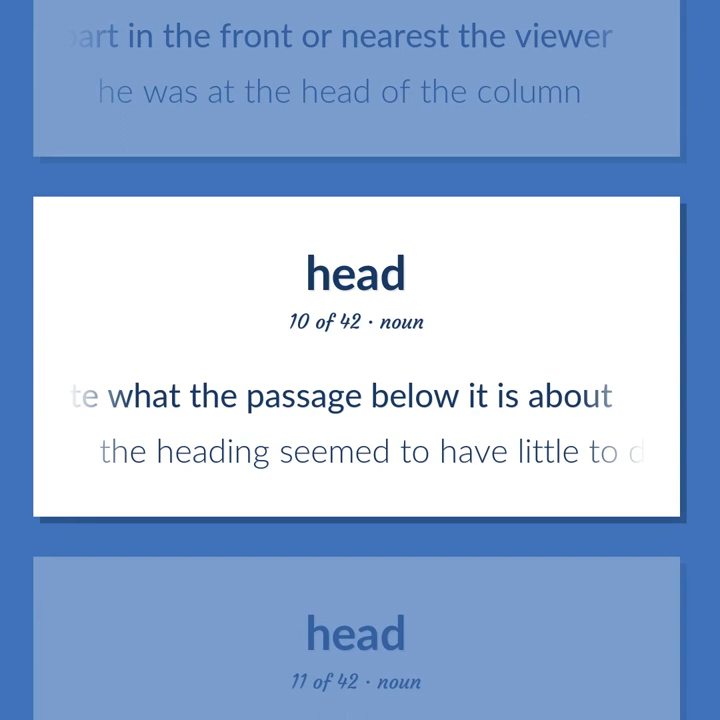 in the front or nearest the viewer
he was at the head of the column
head
10 of 42 · noun
what the passage below it is about
the heading seemed to have little to
head
11 of 42 · noun